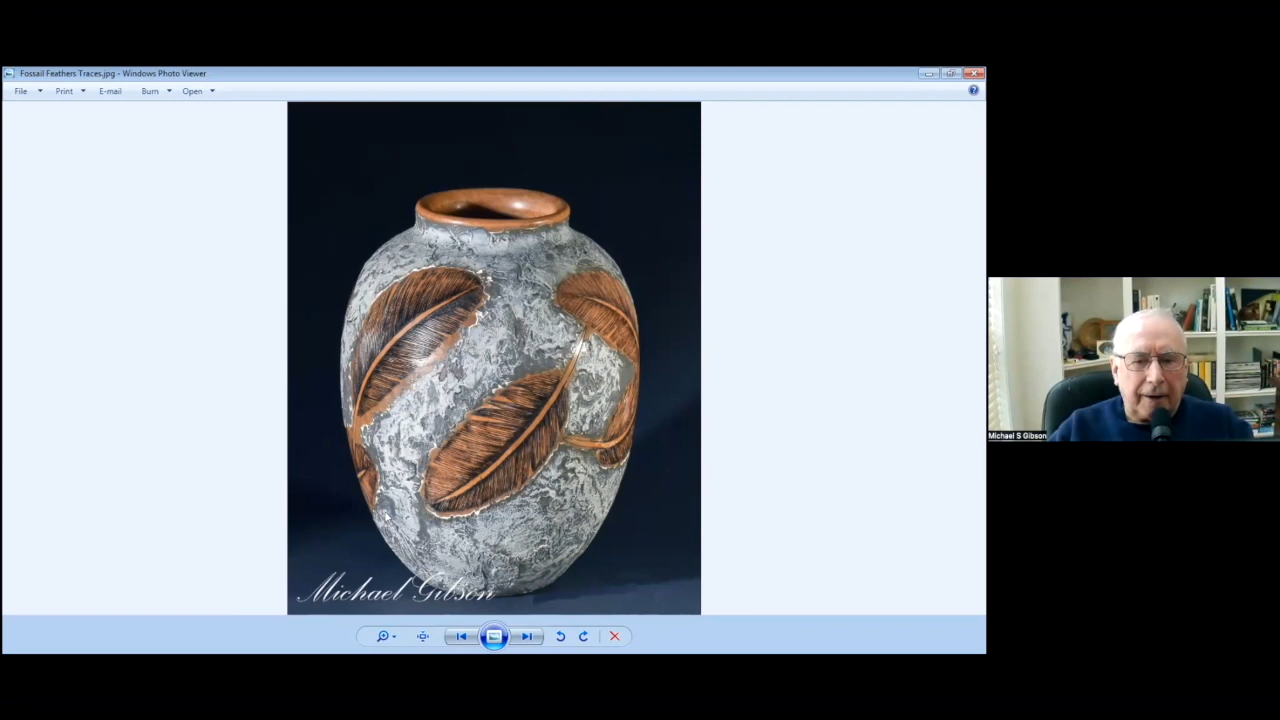 Fossail Feathers Traces.jpg - Windows Photo Viewer
File Print E-mail Burn Open
Michael Gibson
Michael S Gibson